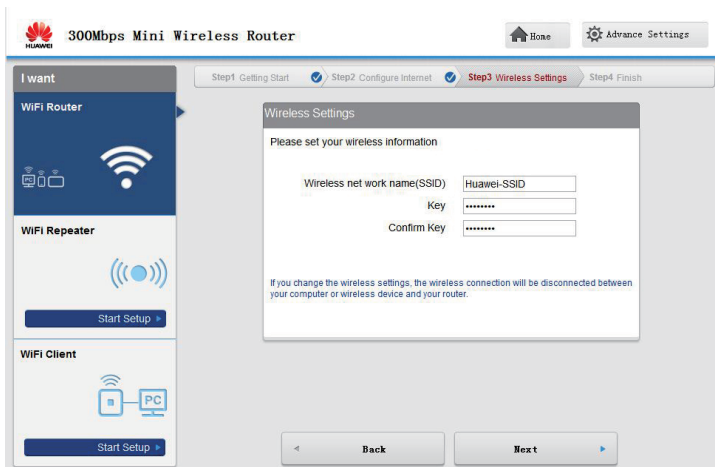 HUAWEI
300Mbps Mini Wireless Router
Home
Advance Settings
I want
Step1 Getting Start
Step2 Configure Internet
Step3 Wireless Settings
Step4 Finish
WiFi Router
PC
Wireless Settings
Please set your wireless information
Wireless net work name(SSID) Huawei-SSID
Key ••••••••
Confirm Key ••••••••
If you change the wireless settings, the wireless connection will be disconnected between
your computer or wireless device and your router.
WiFi Repeater
Start Setup
WiFi Client
PC
Start Setup
Back
Next